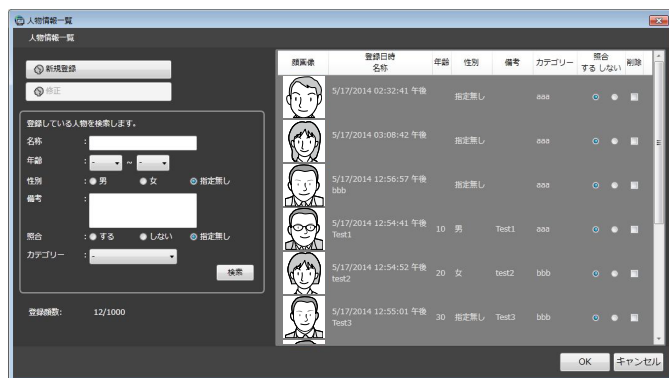 人物情報一覧
人物情報一覧
新規登録
修正
登録している人物を検索します。
名称 :
年齢 : - ~ -
性別 : 男 女 指定無し
備考 :
照合 : する しない 指定無し
カテゴリー : -
検索
登録顔数: 12/1000
顔画像 登録日時 名称 年齢 性別 備考 カテゴリー 照合 する しない 削除
5/17/2014 02:32:41 午後 指定無し aaa
5/17/2014 03:08:42 午後 指定無し aaa
5/17/2014 12:56:57 午後 指定無し aaa
bbb
5/17/2014 12:54:41 午後 10 男 Test1 aaa
Test1
5/17/2014 12:54:52 午後 20 女 test2 bbb
test2
5/17/2014 12:55:01 午後 30 指定無し Test3 bbb
Test3
OK キャンセル